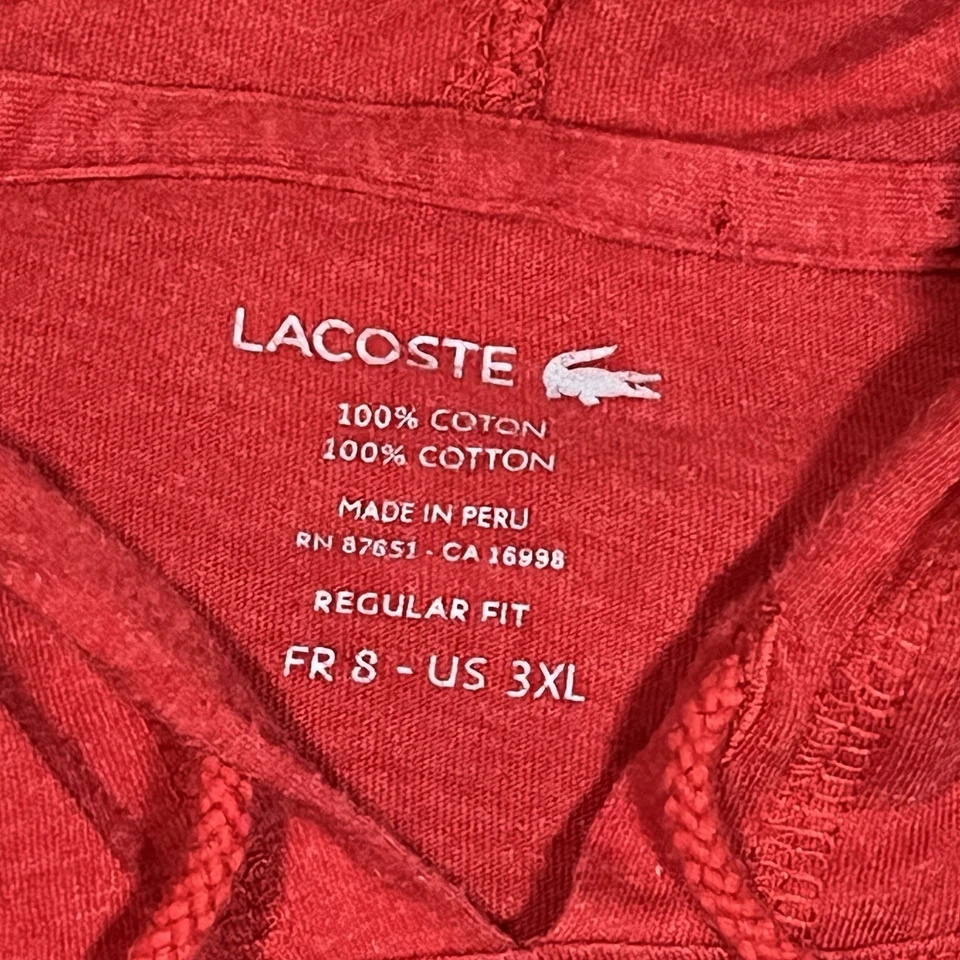 LACOSTE
100% COTON
100% COTTON
MADE IN PERU
RN 87651 - CA 16998
REGULAR FIT
FR 8 - US 3XL